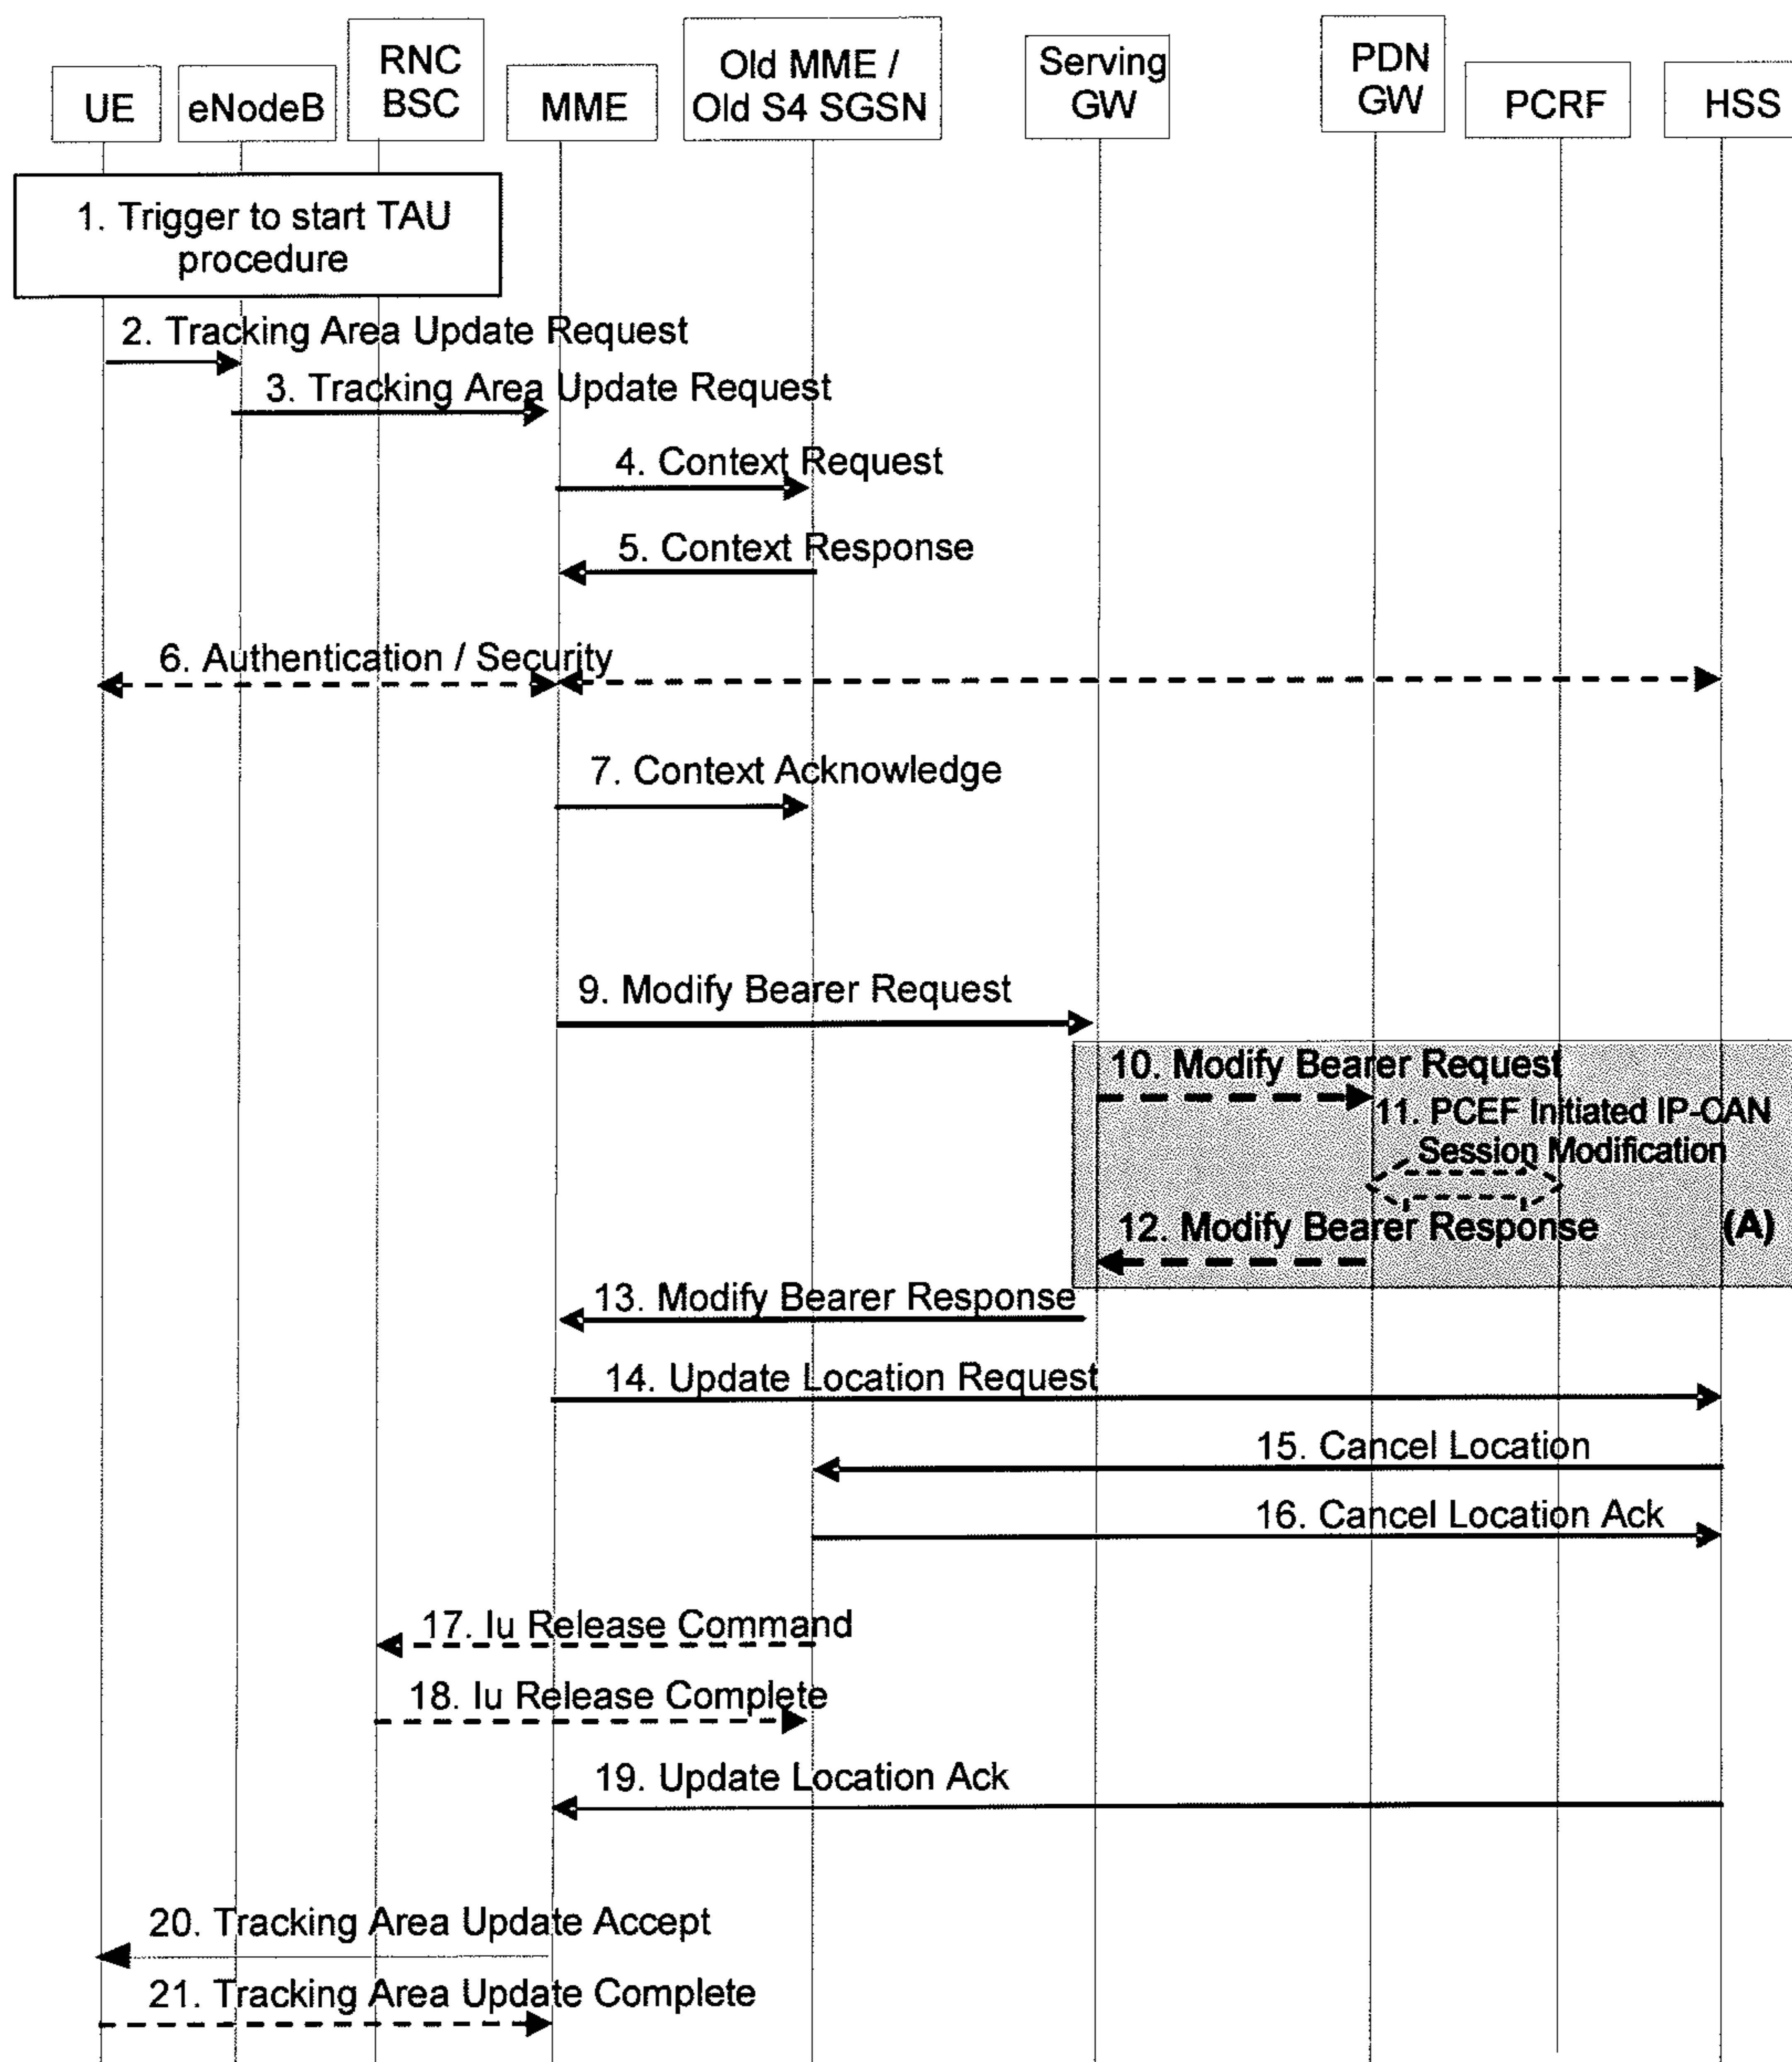 UE
eNodeB
RNC
BSC
MME
Old MME /
Old S4 SGSN
Serving
GW
PDN
GW
PCRF
HSS
1. Trigger to start TAU
procedure
2. Tracking Area Update Request
3. Tracking Area Update Request
4. Context Request
5. Context Response
6. Authentication / Security
7. Context Acknowledge
9. Modify Bearer Request
10. Modify Bearer Request
11. PCEF Initiated IP-CAN
Session Modification
12. Modify Bearer Response
(A)
13. Modify Bearer Response
14. Update Location Request
15. Cancel Location
16. Cancel Location Ack
17. Iu Release Command
18. Iu Release Complete
19. Update Location Ack
20. Tracking Area Update Accept
21. Tracking Area Update Complete